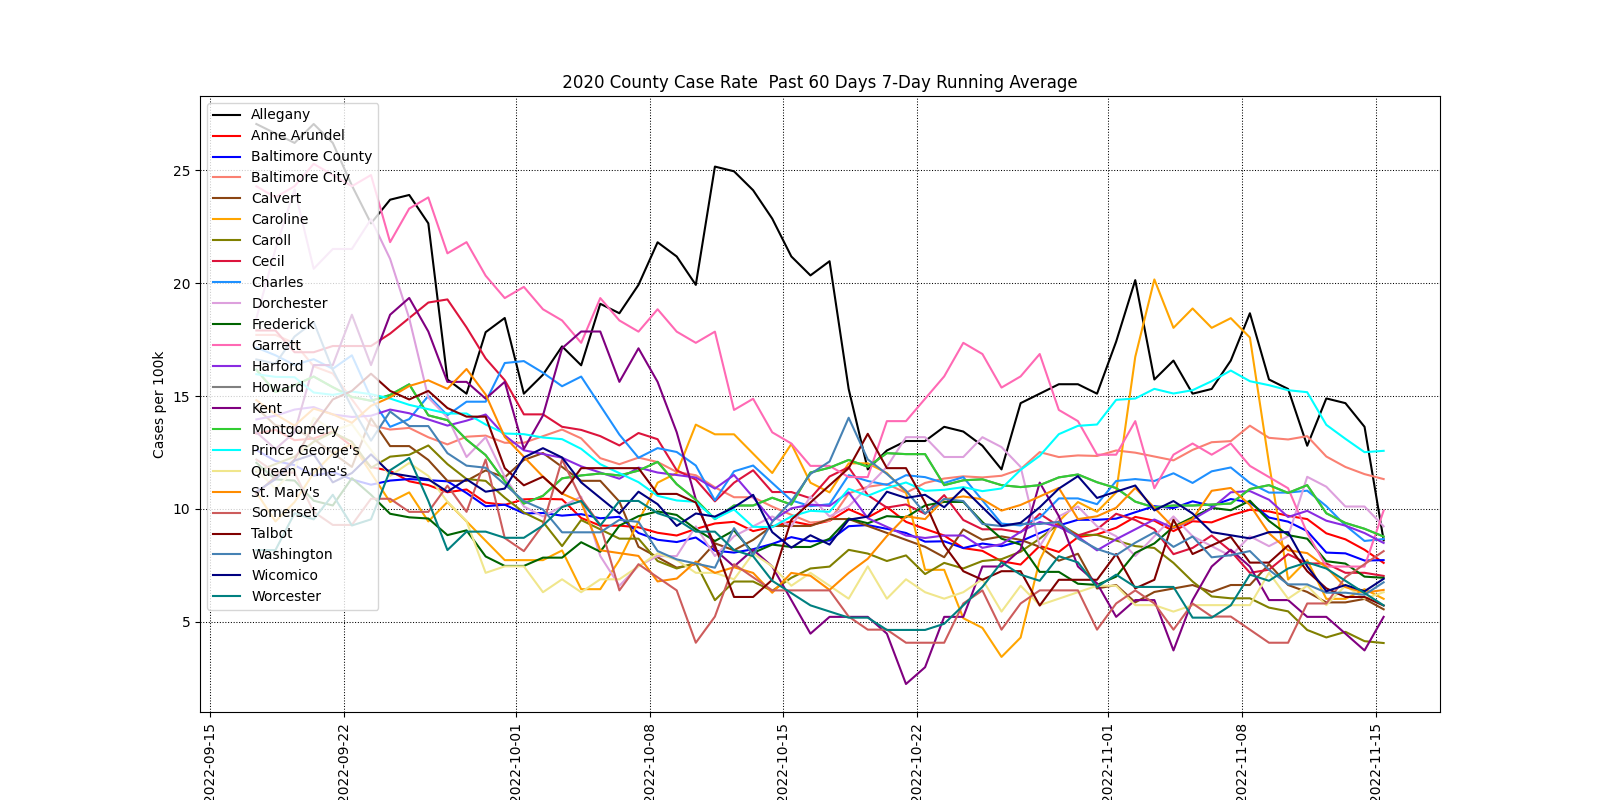 2020 County Case Rate  Past 60 Days 7-Day Running Average
Cases per 100k
25
20
15
10
5
Allegany
Anne Arundel
Baltimore County
Baltimore City
Calvert
Caroline
Caroll
Cecil
Charles
Dorchester
Frederick
Garrett
Harford
Howard
Kent
Montgomery
Prince George's
Queen Anne's
St. Mary's
Somerset
Talbot
Washington
Wicomico
Worcester
2022-09-15
2022-09-22
2022-10-01
2022-10-08
2022-10-15
2022-10-22
2022-11-01
2022-11-08
2022-11-15